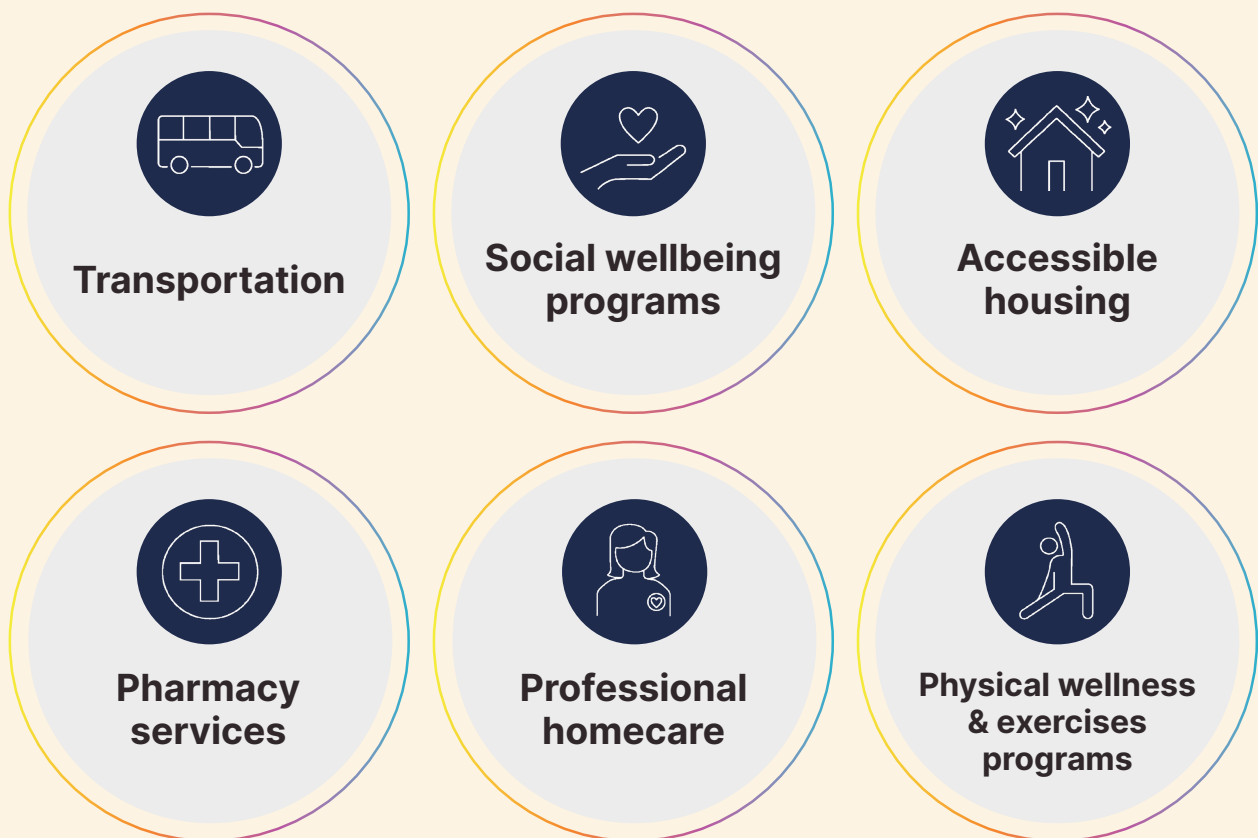 Transportation
Social wellbeing
programs
Accessible
housing
Pharmacy
services
Professional
homecare
Physical wellness
& exercises
programs